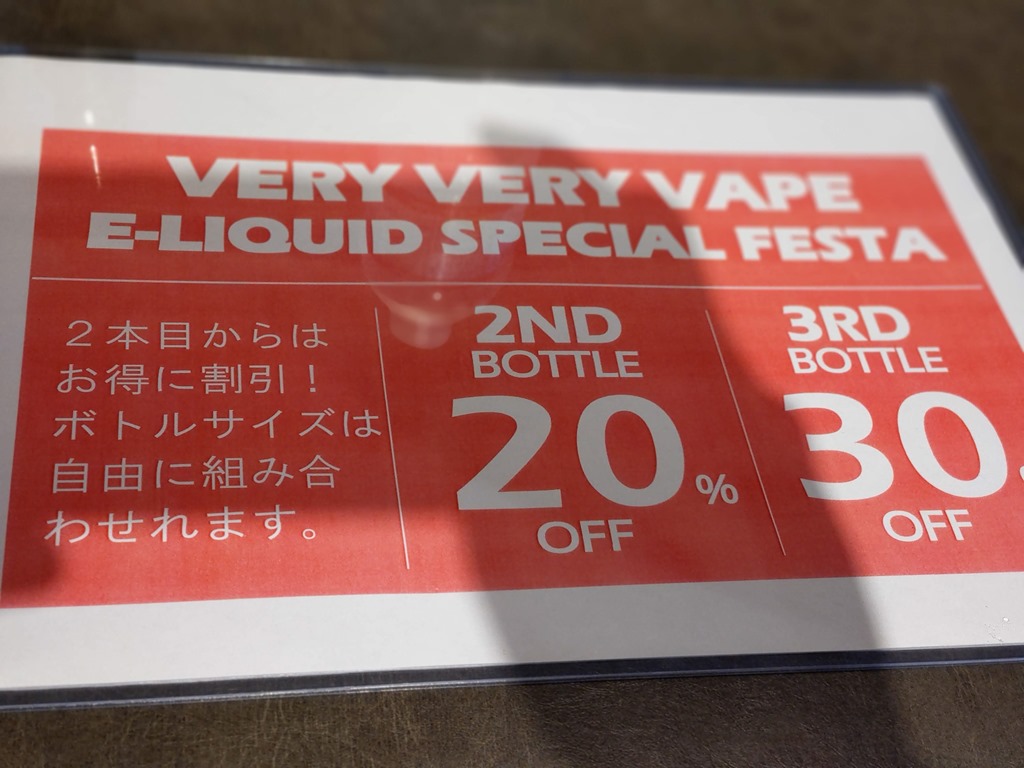 VERY VERY VAPE
E-LIQUID SPECIAL FESTA
２本目からは
お得に割引！
ボトルサイズは
自由に組み合
わせれます。
2ND
BOTTLE
20%
OFF
3RD
BOTTLE
30
OFF